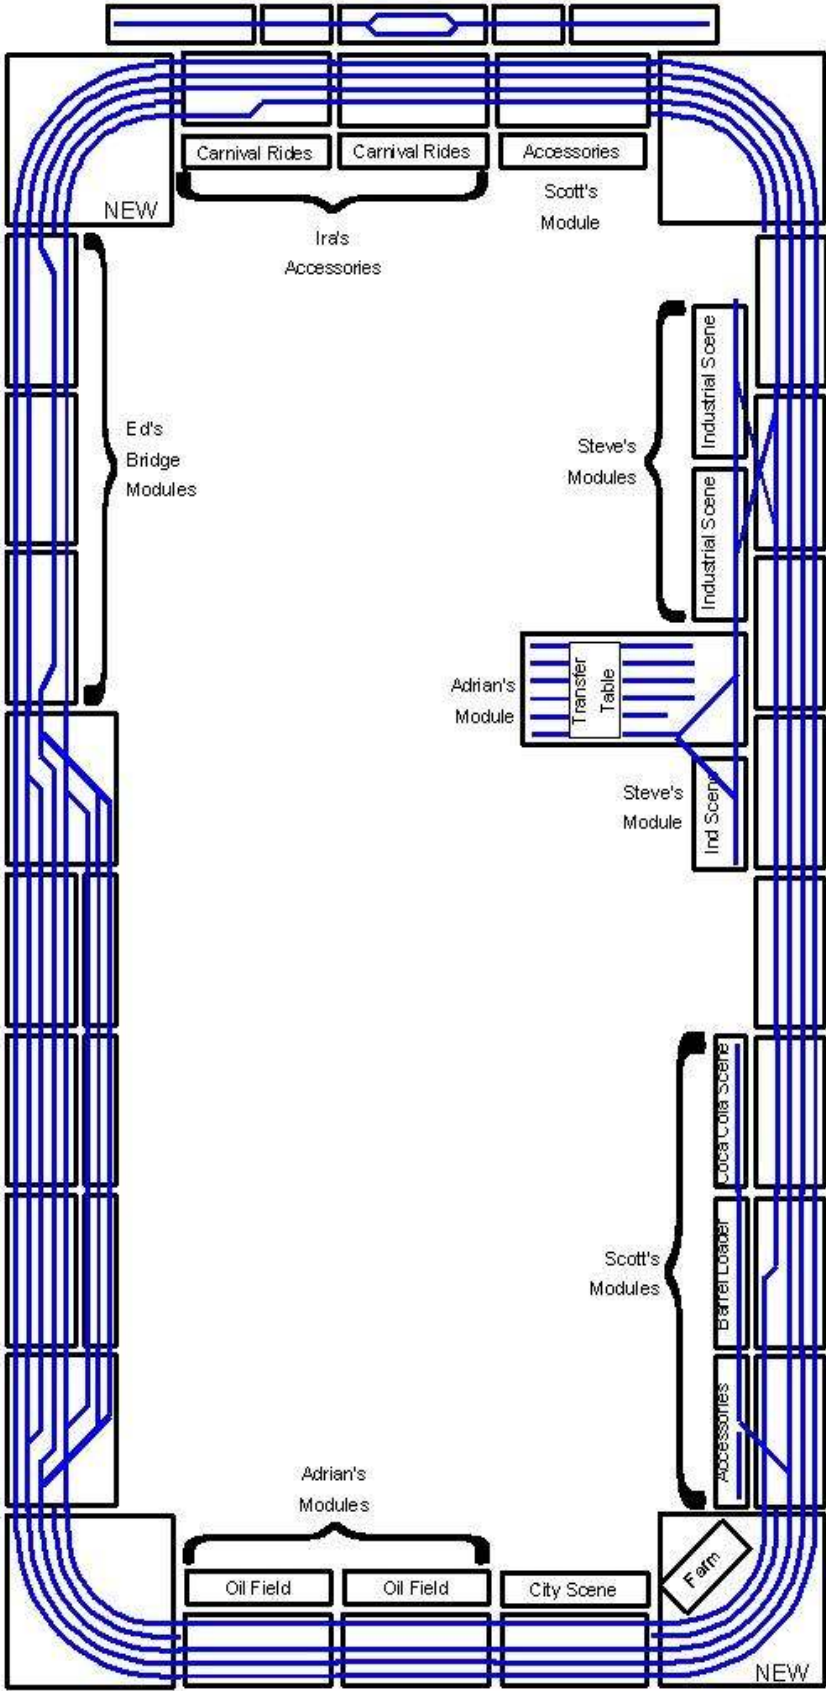 Carnival Rides
Carnival Rides
Accessories
NEW
Ira's
Accessories
Scott's
Module
Industrial Scene
Industrial Scene
Steve's
Modules
Ed's
Bridge
Modules
Adrian's
Module
Transfer
Table
Steve's
Module
Ind Scene
Coca Cola Scene
Barrel Loader
Accessories
Scott's
Modules
Adrian's
Modules
Oil Field
Oil Field
City Scene
Farm
NEW